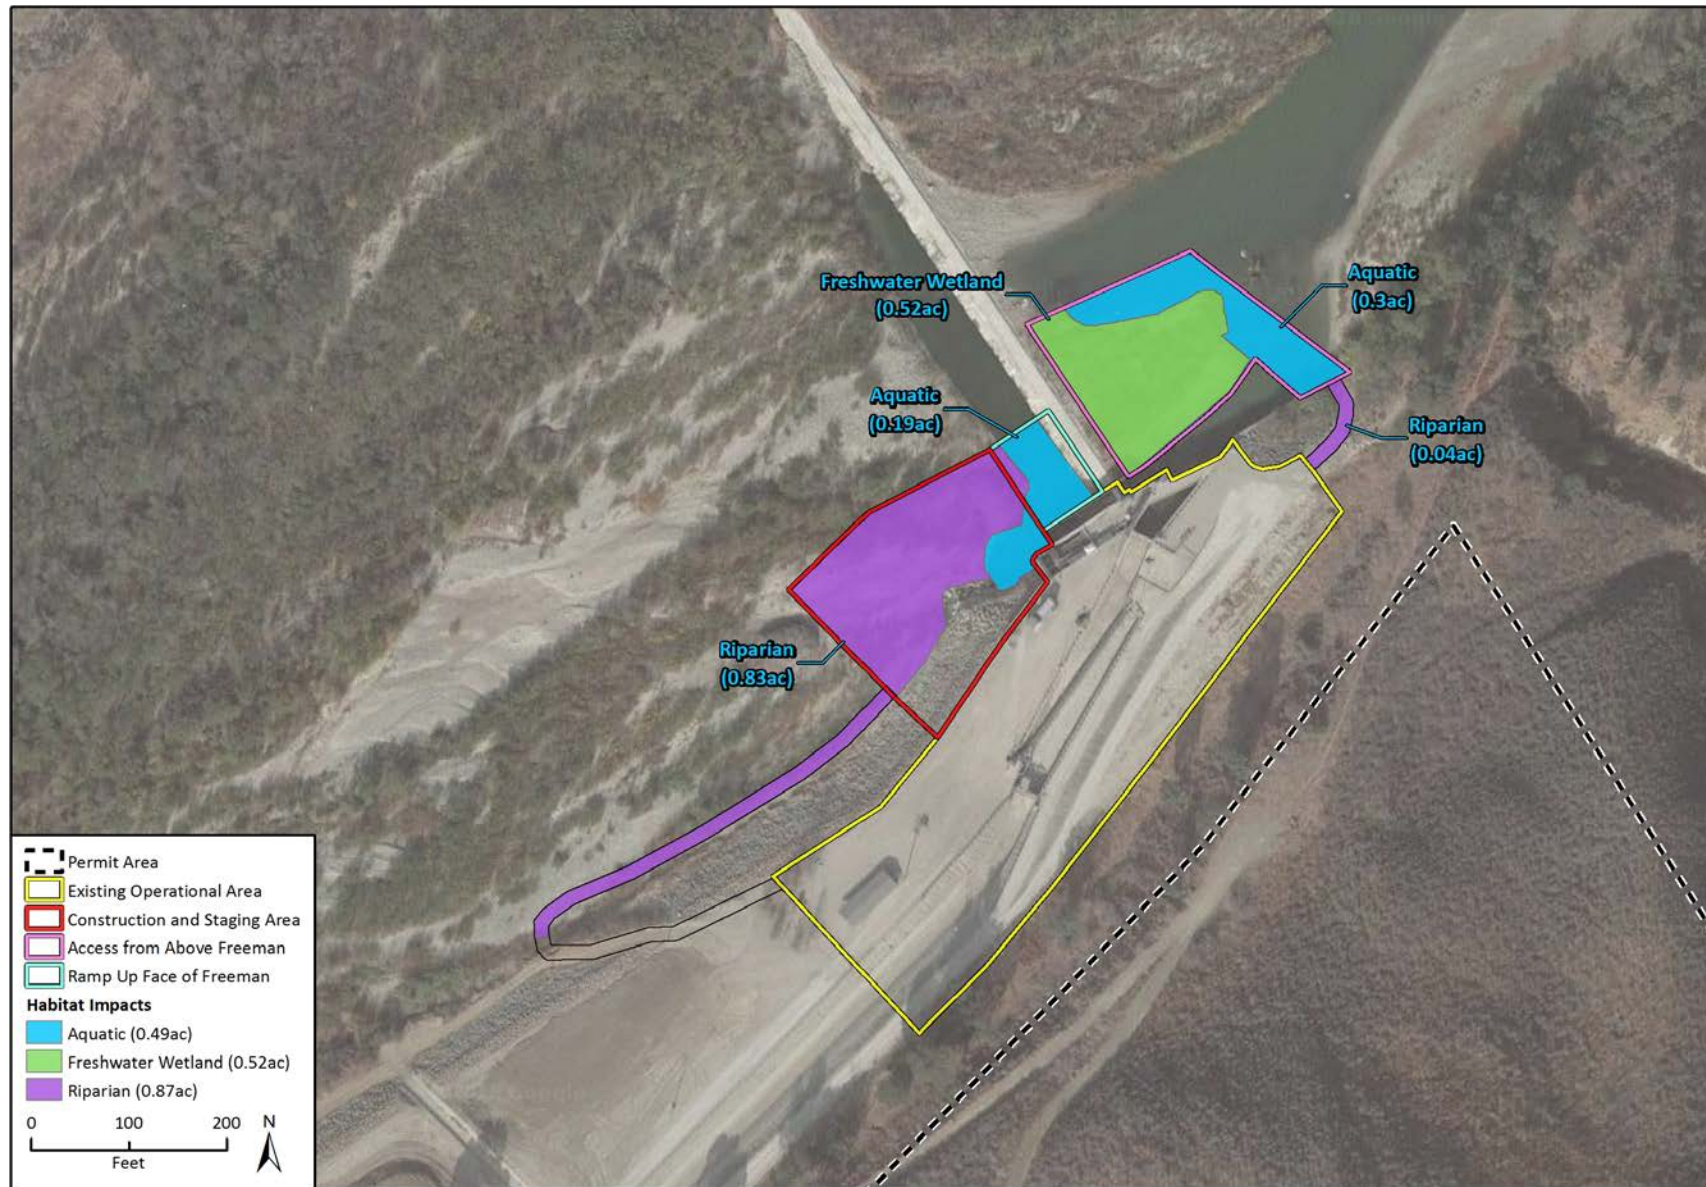 Freshwater Wetland
(0.52ac)
Aquatic
(0.3ac)
Aquatic
(0.19ac)
Riparian
(0.04ac)
Riparian
(0.83ac)
Permit Area
Existing Operational Area
Construction and Staging Area
Access from Above Freeman
Ramp Up Face of Freeman
Habitat Impacts
Aquatic (0.49ac)
Freshwater Wetland (0.52ac)
Riparian (0.87ac)
0 100 200 N
Feet